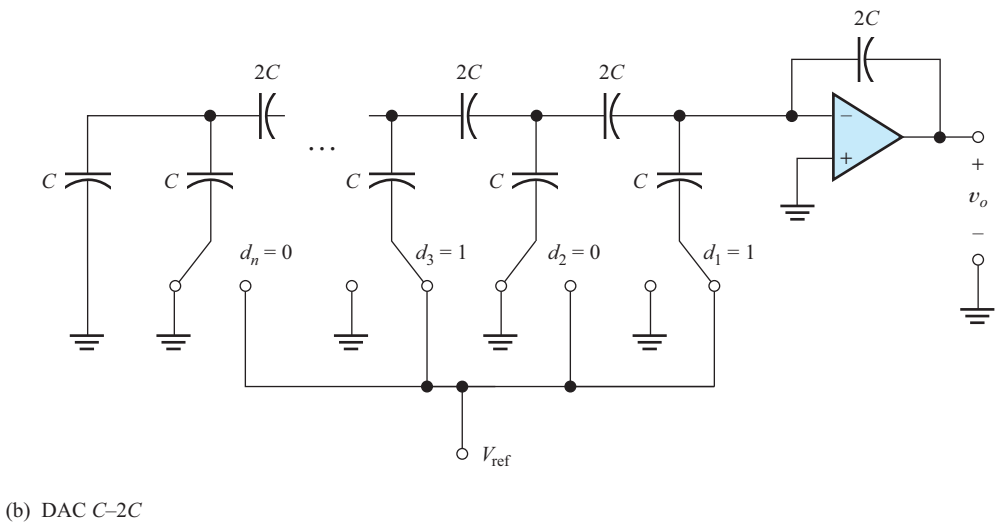 2C
2C 2C 2C
...
C C C C C
− + + v_o −
d_n = 0 d_3 = 1 d_2 = 0 d_1 = 1
V_ref
(b) DAC C–2C